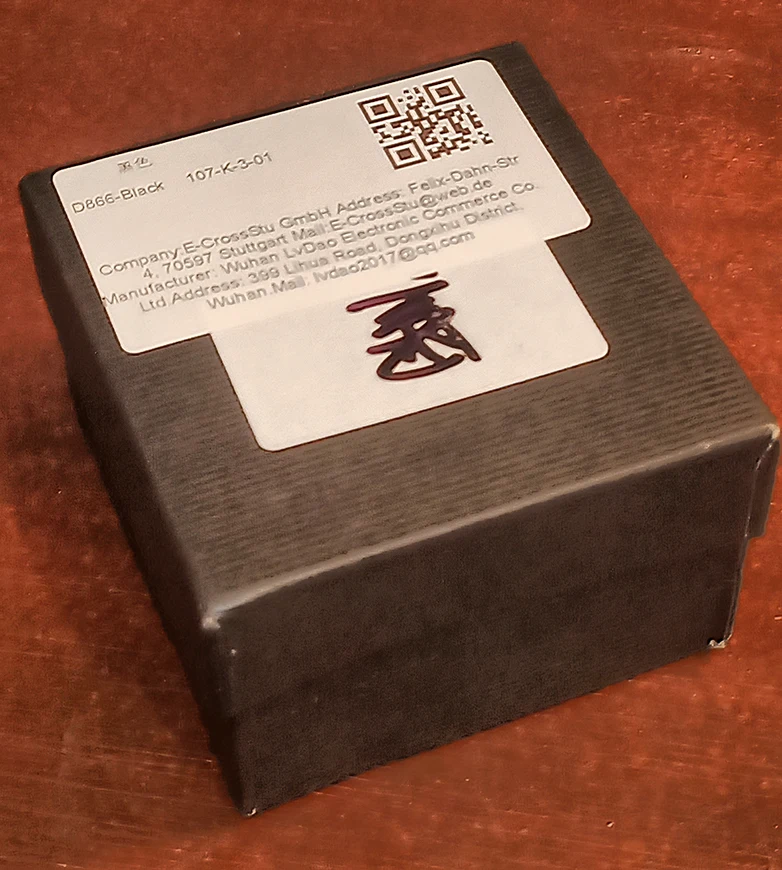 黑色
D866-Black 107-K-3-01
Company:E-CrossStu GmbH Address: Felix-Dahn-Str
4, 70597 Stuttgart Mail:E-CrossStu@web.de
Manufacturer: Wuhan LvDao Electronic Commerce Co.
Ltd Address: 399 Lihua Road, Dongxihu District,
Wuhan.Mail: lvdao2017@qq.com